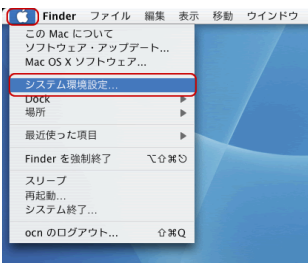 Finder ファイル 編集 表示 移動 ウインドウ
この Mac について
ソフトウェア・アップデート...
Mac OS X ソフトウェア...
システム環境設定...
Dock
場所
最近使った項目
Finder を強制終了 ⌥⇧⌘⎋
スリープ
再起動...
システム終了...
ocn のログアウト... ⇧⌘Q